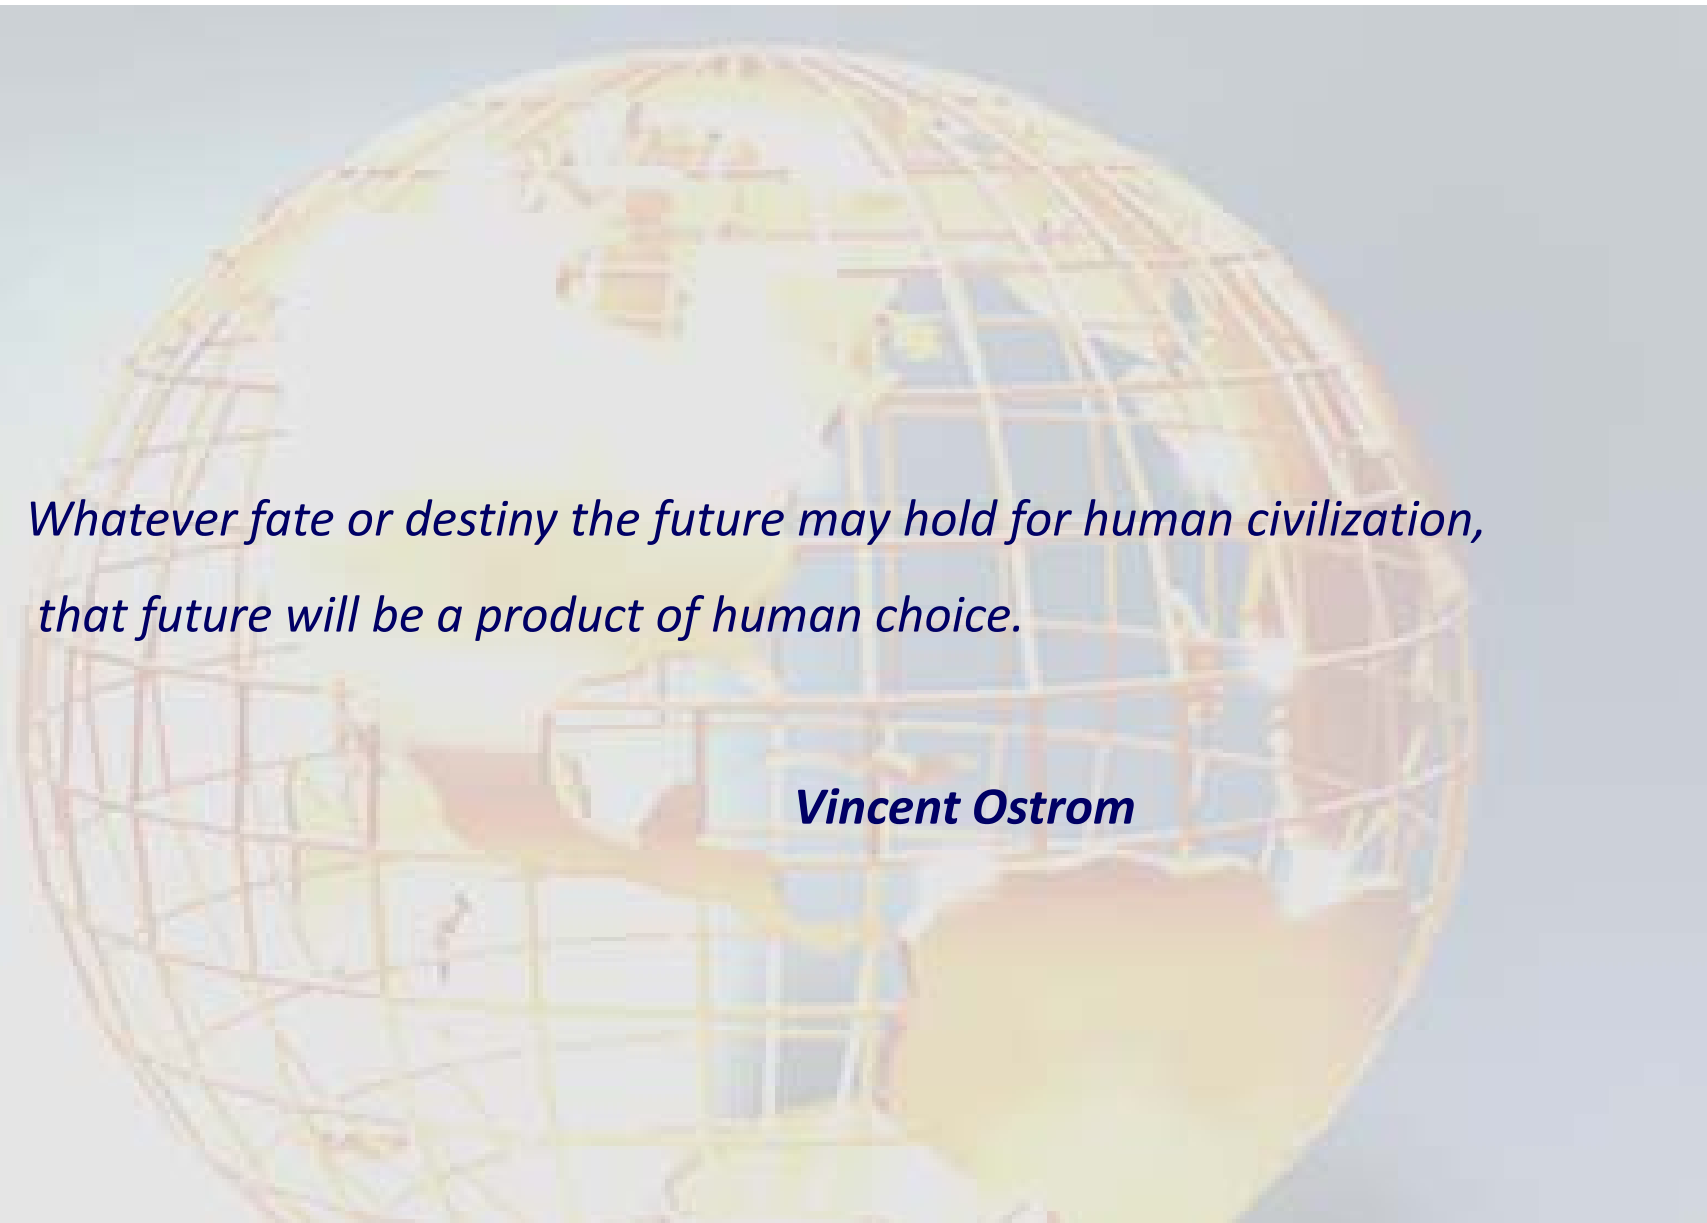 Whatever fate or destiny the future may hold for human civilization,
that future will be a product of human choice.
Vincent Ostrom